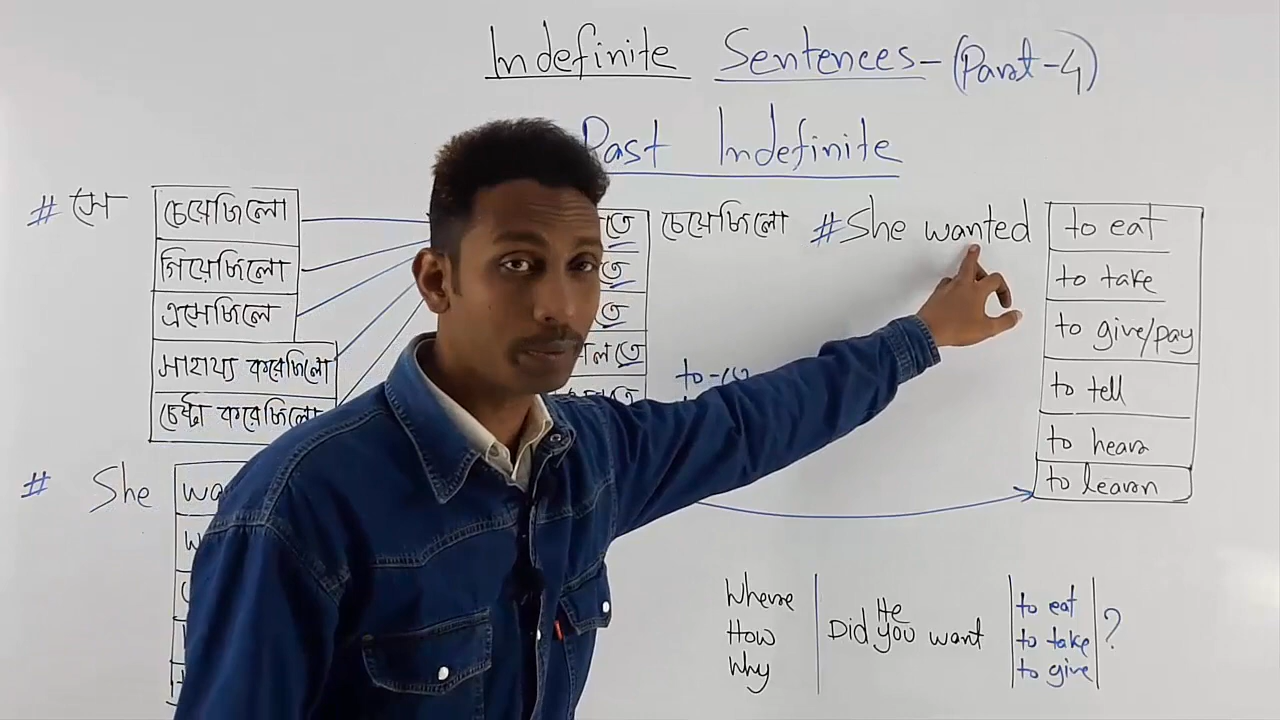 Indefinite Sentences-(Part-4)
Past Indefinite
# সে
চেয়েছিলো
গিয়েছিলো
এসেছিলে
সাহায্য করেছিলো
চেষ্টা করেছিলো
তে
তে
তে
লতে
তে
চেয়েছিলো
#She wanted
to eat
to take
to give/pay
to tell
to hear
to learn
# She
Where
How
Why
He
Did you want
to eat
to take
to give
?